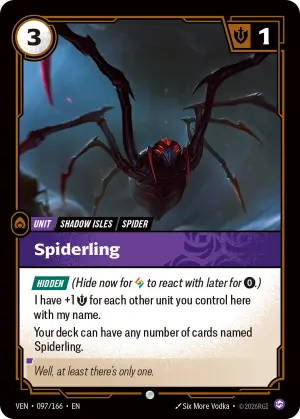 3
1
UNIT SHADOW ISLES SPIDER
Spiderling
HIDDEN (Hide now for to react with later for 0.)
I have +1 for each other unit you control here
with my name.
Your deck can have any number of cards named
Spiderling.
Well, at least there's only one.
VEN • 097/166 • EN Six More Vodka • ©2026RGI